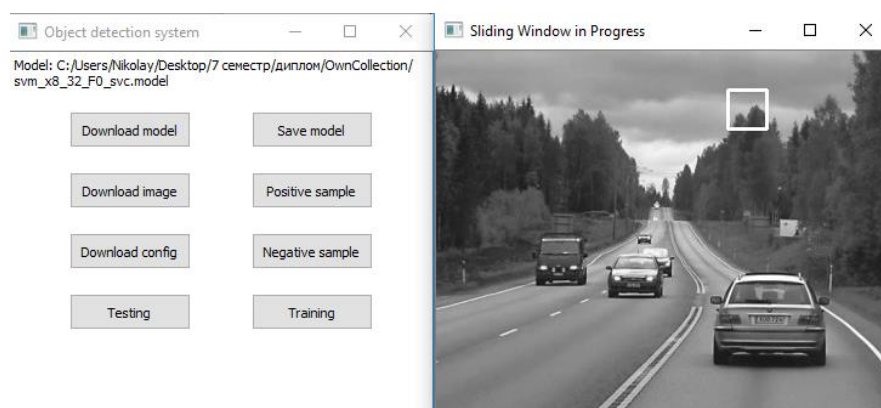 Object detection system
Model: C:/Users/Nikolay/Desktop/7 семестр/диплом/OwnCollection/
svm_x8_32_F0_svc.model
Download model
Save model
Download image
Positive sample
Download config
Negative sample
Testing
Training
Sliding Window in Progress